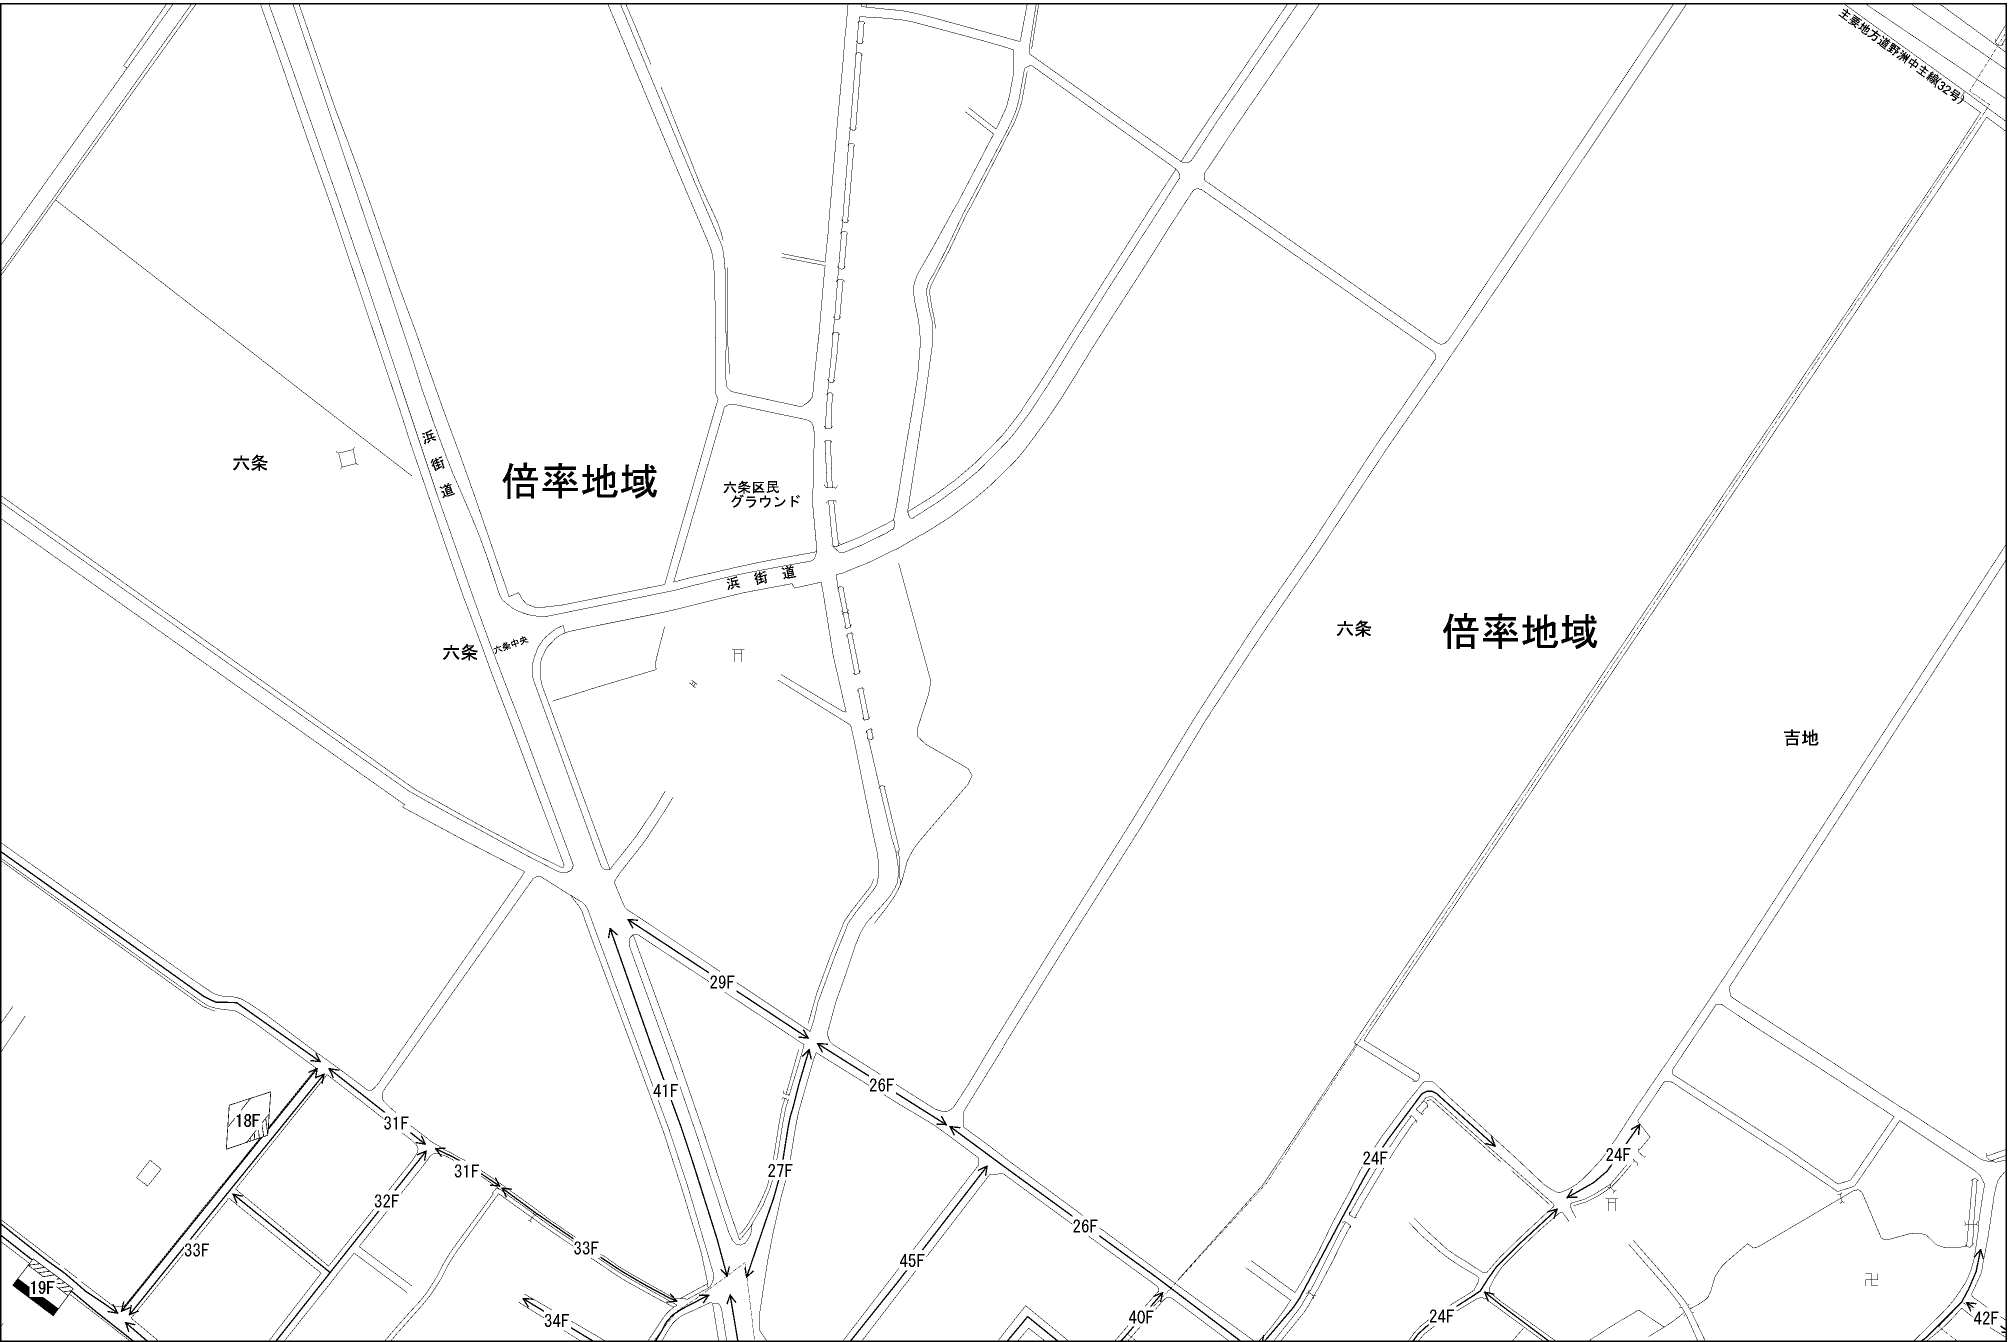 主要地方道野洲中主線(32号)
浜街道
六条
倍率地域
六条区民
グラウンド
浜街道
六条
六条中央
六条
倍率地域
吉地
29F
26F
41F
18F
31F
31F
27F
24F
24F
32F
26F
33F
33F
45F
19F
34F
40F
24F
42F